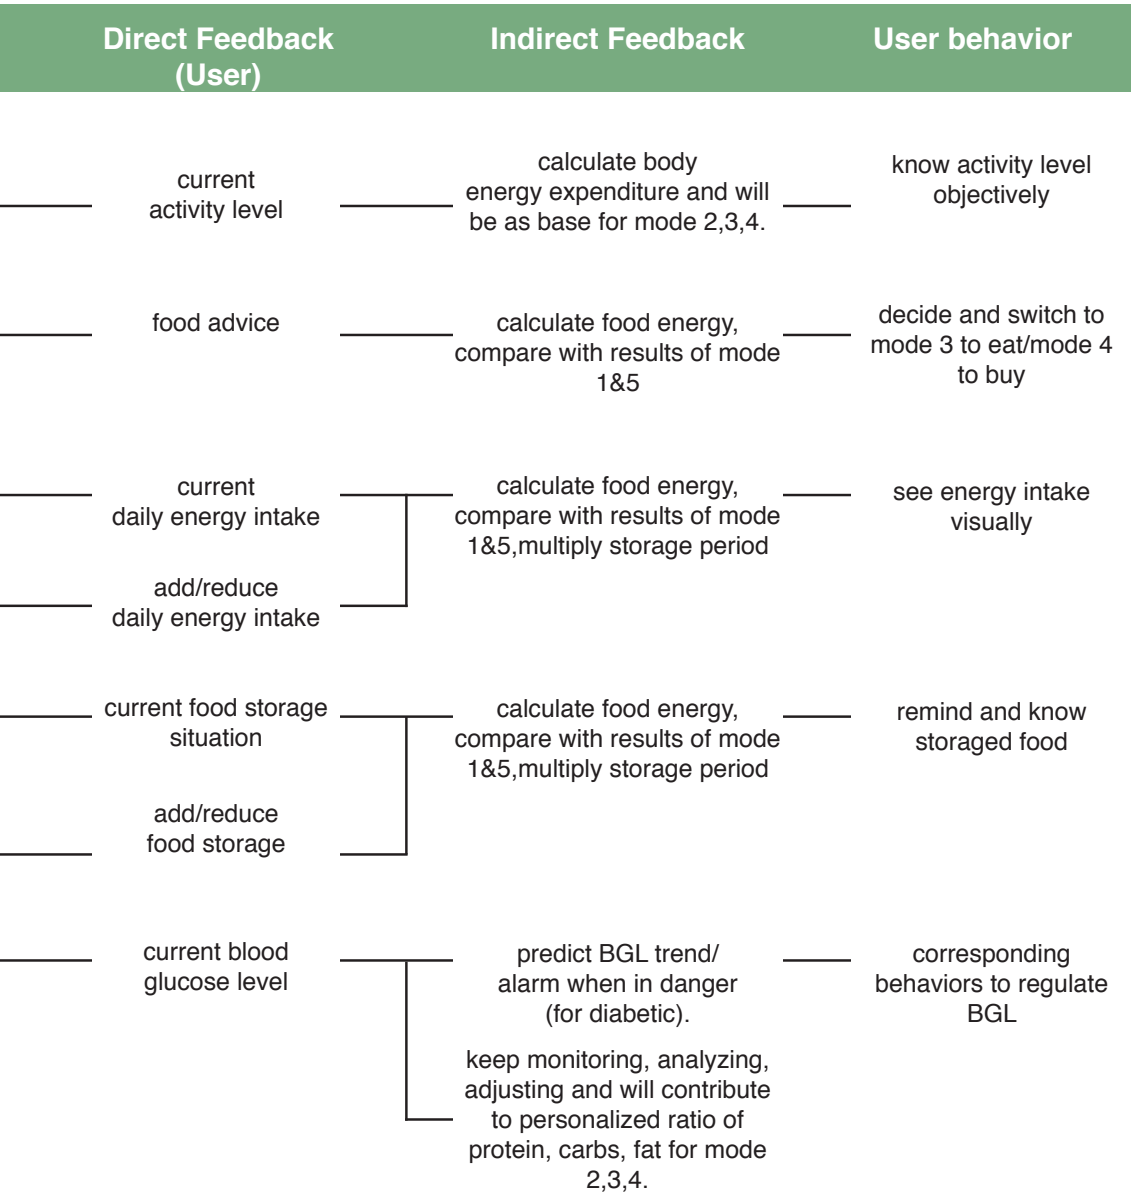 Direct Feedback
(User)
Indirect Feedback
User behavior
current
activity level
calculate body
energy expenditure and will
be as base for mode 2,3,4.
know activity level
objectively
food advice
calculate food energy,
compare with results of mode
1&5
decide and switch to
mode 3 to eat/mode 4
to buy
current
daily energy intake
add/reduce
daily energy intake
calculate food energy,
compare with results of mode
1&5,multiply storage period
see energy intake
visually
current food storage
situation
add/reduce
food storage
calculate food energy,
compare with results of mode
1&5,multiply storage period
remind and know
storaged food
current blood
glucose level
predict BGL trend/
alarm when in danger
(for diabetic).
keep monitoring, analyzing,
adjusting and will contribute
to personalized ratio of
protein, carbs, fat for mode
2,3,4.
corresponding
behaviors to regulate
BGL